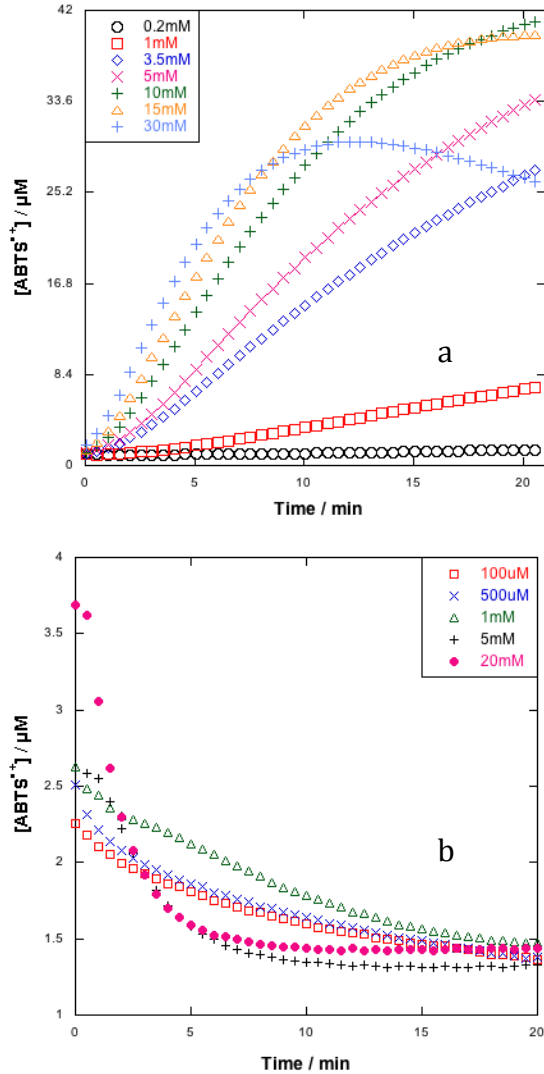 42
33.6
25.2
16.8
8.4
0
[ABTS•+] / µM
0.2mM
1mM
3.5mM
5mM
10mM
15mM
30mM
a
0 5 10 15 20
Time / min
4
3.5
3
2.5
2
1.5
1
[ABTS•+] / µM
100uM
500uM
1mM
5mM
20mM
b
0 5 10 15 20
Time / min